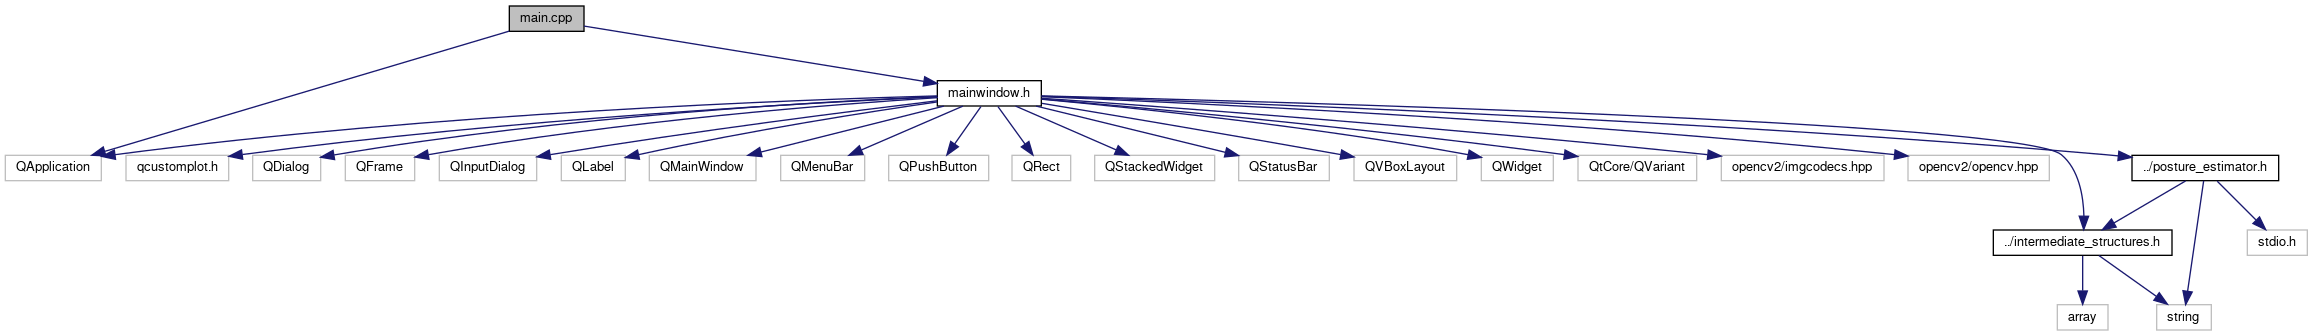 main.cpp
mainwindow.h
QApplication
qcustomplot.h
QDialog
QFrame
QInputDialog
QLabel
QMainWindow
QMenuBar
QPushButton
QRect
QStackedWidget
QStatusBar
QVBoxLayout
QWidget
QtCore/QVariant
opencv2/imgcodecs.hpp
opencv2/opencv.hpp
../posture_estimator.h
../intermediate_structures.h
stdio.h
array
string